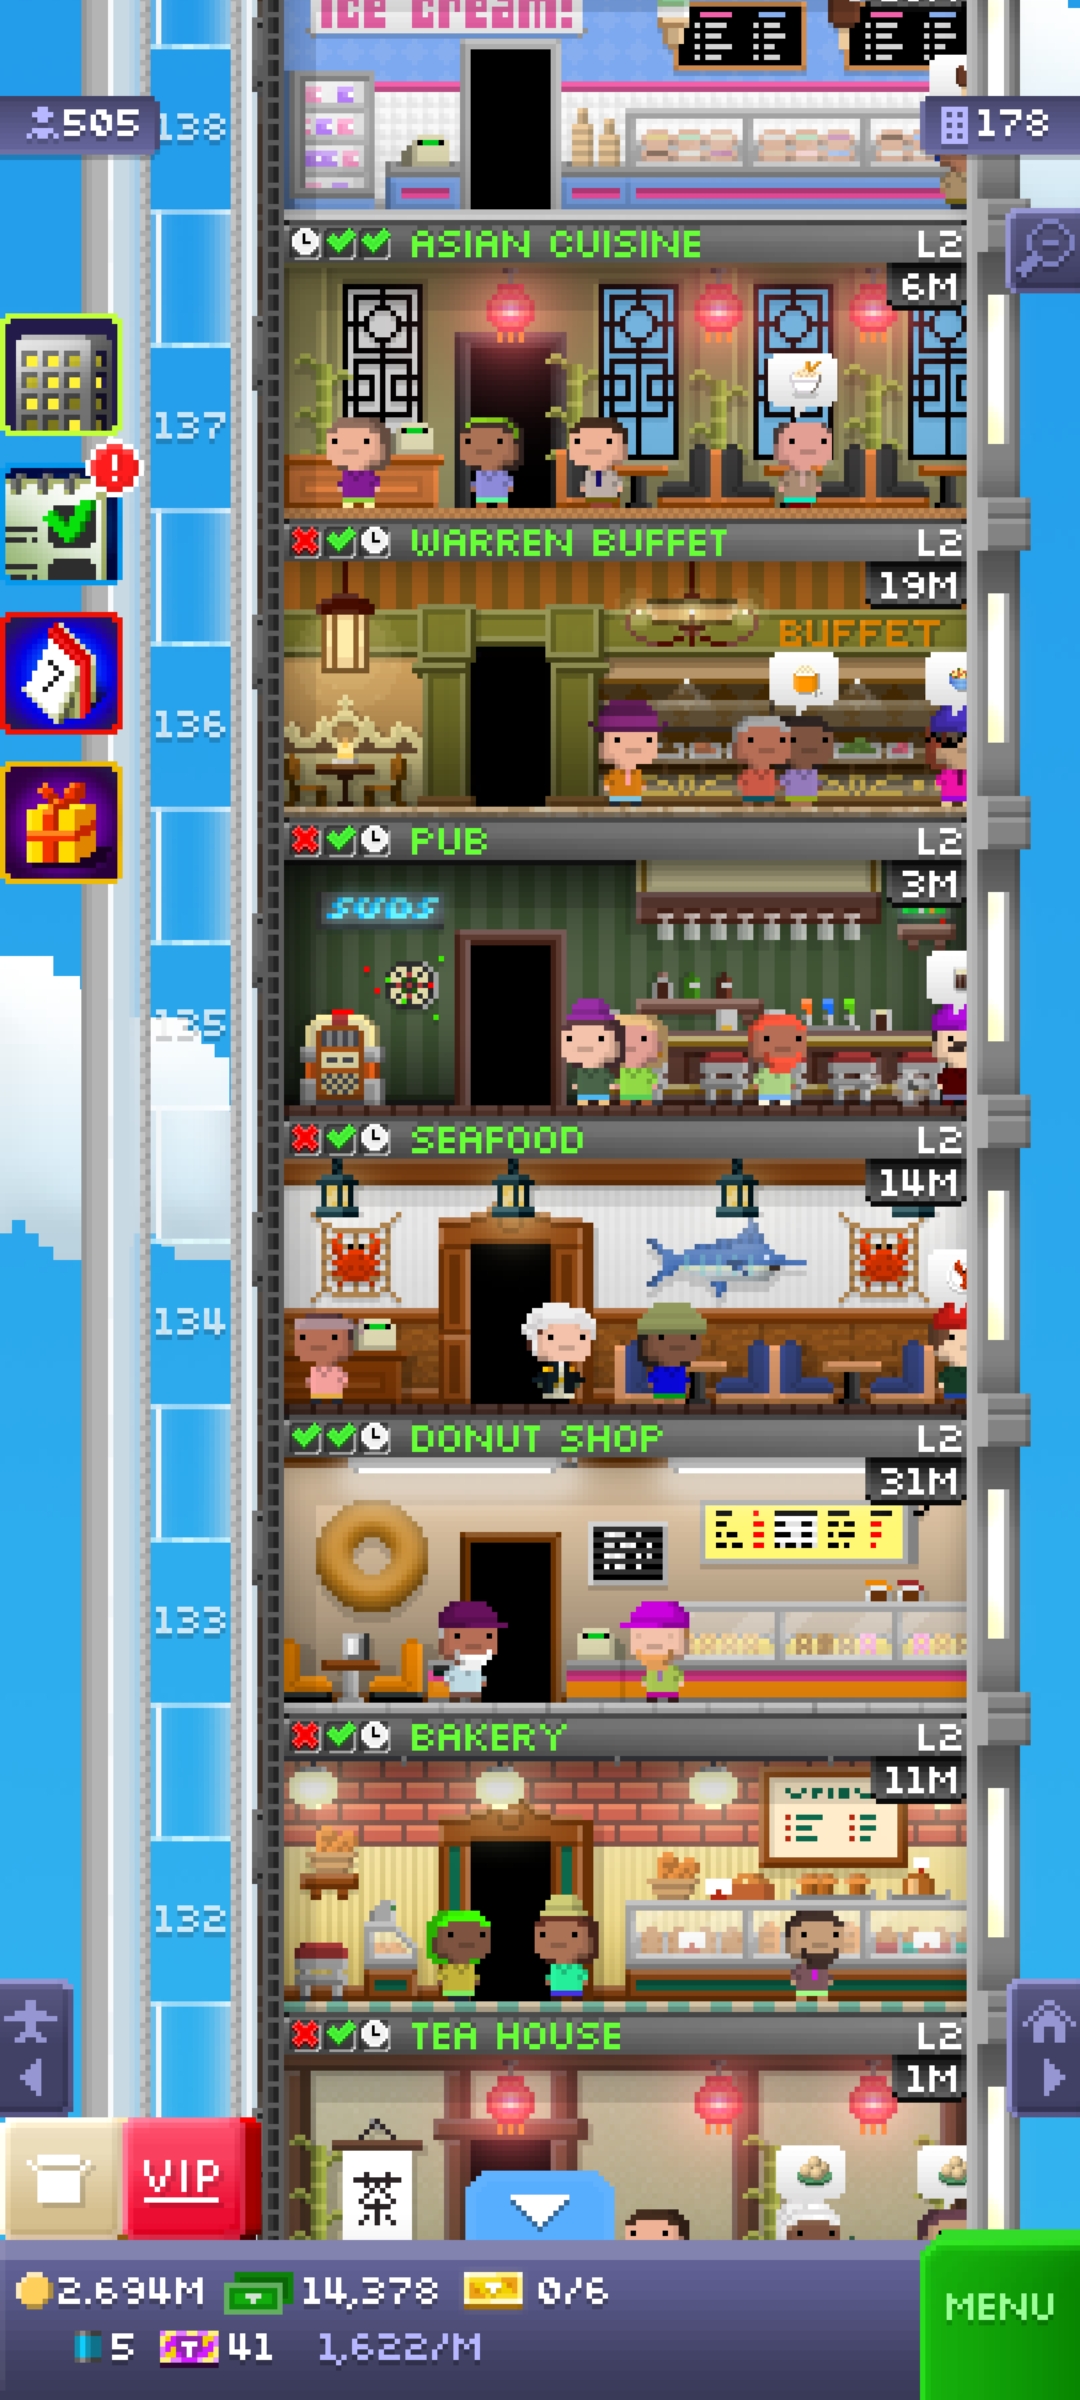 ICE CREAM!
505
138
178
ASIAN CUISINE L2
6M
137
WARREN BUFFET L2
19M
BUFFET
136
PUB L2
3M
SUDS
135
SEAFOOD L2
14M
134
DONUT SHOP L2
31M
133
BAKERY L2
11M
132
TEA HOUSE L2
1M
VIP
2.694M 14,378 0/6
MENU
5 41 1,622/M